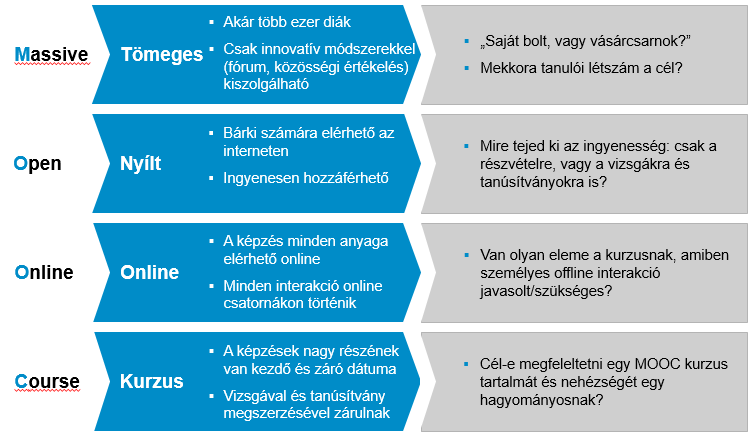 Massive
Tömeges
Akár több ezer diák
Csak innovatív módszerekkel
(fórum, közösségi értékelés)
kiszolgálható
„Saját bolt, vagy vásárcsarnok?”
Mekkora tanulói létszám a cél?
Open
Nyílt
Bárki számára elérhető az
interneten
Ingyenesen hozzáférhető
Mire tejed ki az ingyenesség: csak a
részvételre, vagy a vizsgákra és
tanúsítványokra is?
Online
Online
A képzés minden anyaga
elérhető online
Minden interakció online
csatornákon történik
Van olyan eleme a kurzusnak, amiben
személyes offline interakció
javasolt/szükséges?
Course
Kurzus
A képzések nagy részének
van kezdő és záró dátuma
Vizsgával és tanúsítvány
megszerzésével zárulnak
Cél-e megfeleltetni egy MOOC kurzus
tartalmát és nehézségét egy
hagyományosnak?